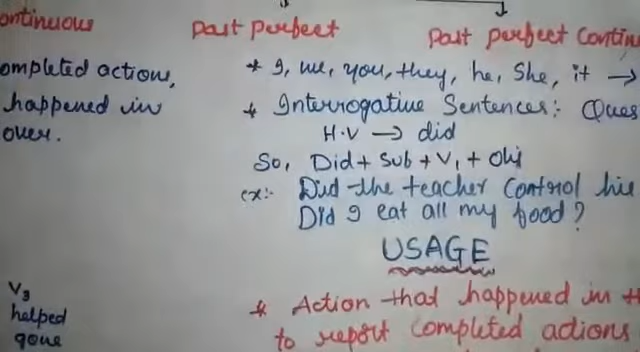 ontinuous Past perfect Past perfect Contin
ompleted actions,
happened in
over.
* I, we, you, they, he, She, it →
* Interrogative Sentences: Ques
H.V → did
So, Did + Sub + V1 + Obj
ex:- Did the teacher Control
Did I eat all my food?
USAGE
V3
helped
gone
* Action that happened in
to report completed actions